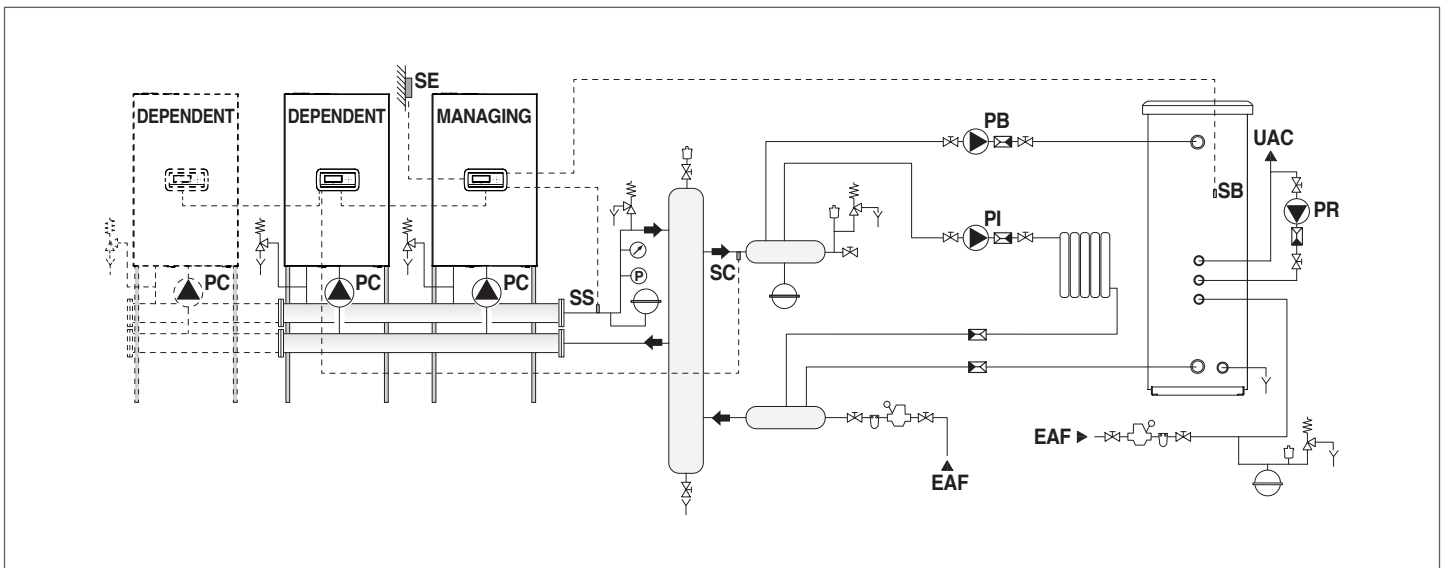 SE
DEPENDENT
DEPENDENT
MANAGING
PB
UAC
SB
PR
PI
SC
PC
PC
PC
SS
P
EAF
EAF